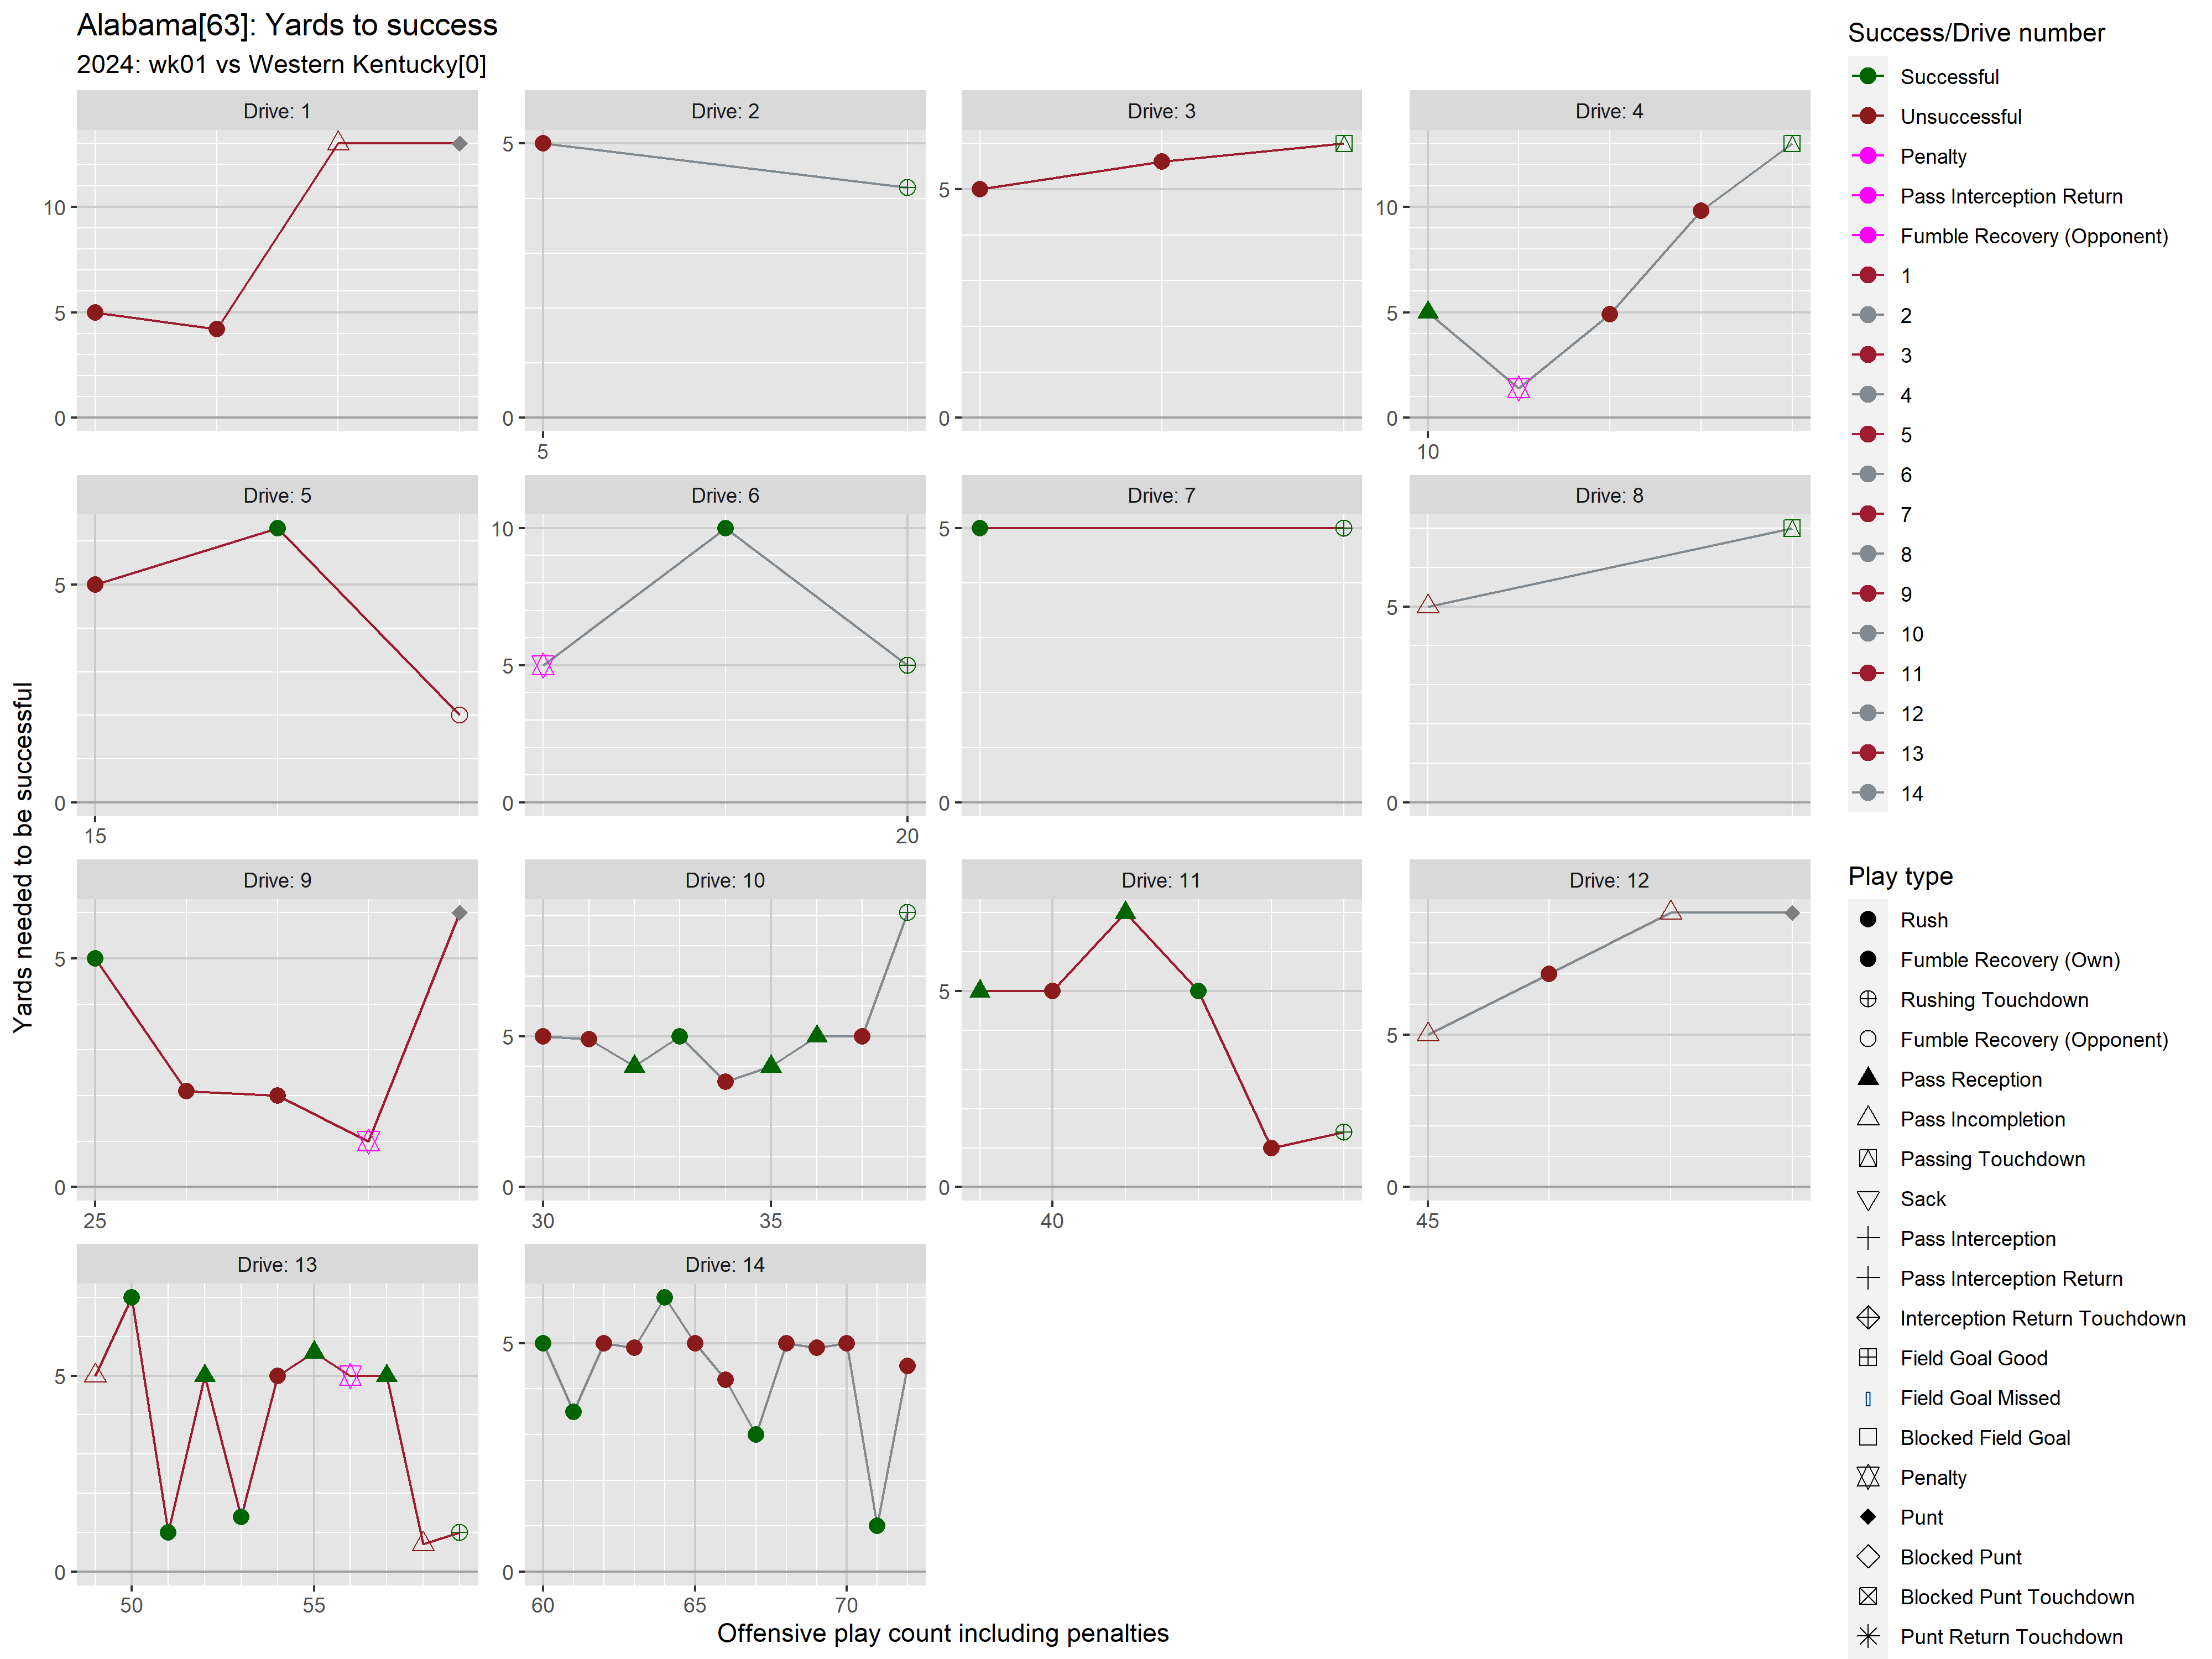 Alabama[63]: Yards to success
2024: wk01 vs Western Kentucky[0]
Yards needed to be successful
Drive: 1
10
5
0
Drive: 2
5
0
5
Drive: 3
5
0
Drive: 4
10
5
0
10
Drive: 5
5
0
15
Drive: 6
10
5
0
20
Drive: 7
5
0
Drive: 8
5
0
Drive: 9
5
0
25
Drive: 10
5
0
30
35
Drive: 11
5
0
40
Drive: 12
5
0
45
Drive: 13
5
0
50
55
Drive: 14
5
0
60
65
70
Offensive play count including penalties
Success/Drive number
Successful
Unsuccessful
Penalty
Pass Interception Return
Fumble Recovery (Opponent)
1
2
3
4
5
6
7
8
9
10
11
12
13
14
Play type
Rush
Fumble Recovery (Own)
Rushing Touchdown
Fumble Recovery (Opponent)
Pass Reception
Pass Incompletion
Passing Touchdown
Sack
Pass Interception
Pass Interception Return
Interception Return Touchdown
Field Goal Good
Field Goal Missed
Blocked Field Goal
Penalty
Punt
Blocked Punt
Blocked Punt Touchdown
Punt Return Touchdown